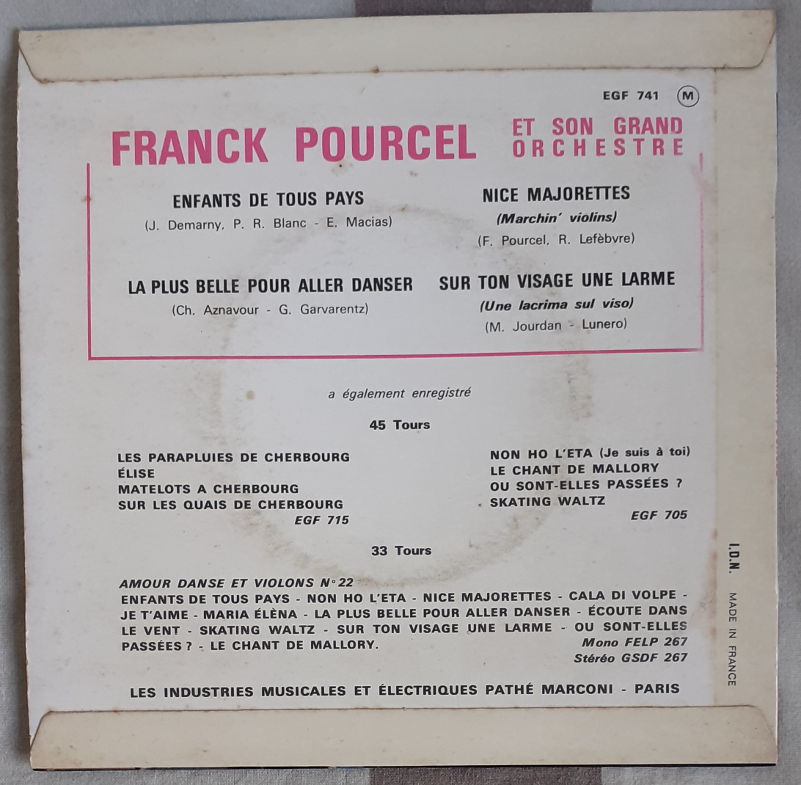 EGF 741 M
FRANCK POURCEL ET SON GRAND
ORCHESTRE
ENFANTS DE TOUS PAYS
(J. Demarny, P. R. Blanc - E. Macias)
NICE MAJORETTES
(Marchin' violins)
(F. Pourcel, R. Lefèbvre)
LA PLUS BELLE POUR ALLER DANSER
(Ch. Aznavour - G. Garvarentz)
SUR TON VISAGE UNE LARME
(Une lacrima sul viso)
(M. Jourdan - Lunero)
a également enregistré
45 Tours
LES PARAPLUIES DE CHERBOURG
ÉLISE
MATELOTS A CHERBOURG
SUR LES QUAIS DE CHERBOURG
EGF 715
NON HO L'ETA (Je suis à toi)
LE CHANT DE MALLORY
OU SONT-ELLES PASSÉES ?
SKATING WALTZ
EGF 705
33 Tours
AMOUR DANSE ET VIOLONS N° 22
ENFANTS DE TOUS PAYS - NON HO L'ETA - NICE MAJORETTES - CALA DI VOLPE -
JE T'AIME - MARIA ÉLÈNA - LA PLUS BELLE POUR ALLER DANSER - ÉCOUTE DANS
LE VENT - SKATING WALTZ - SUR TON VISAGE UNE LARME - OU SONT-ELLES
PASSÉES ? - LE CHANT DE MALLORY. Mono FELP 267
Stéréo GSDF 267
LES INDUSTRIES MUSICALES ET ÉLECTRIQUES PATHÉ MARCONI - PARIS
I.D.N. MADE IN FRANCE